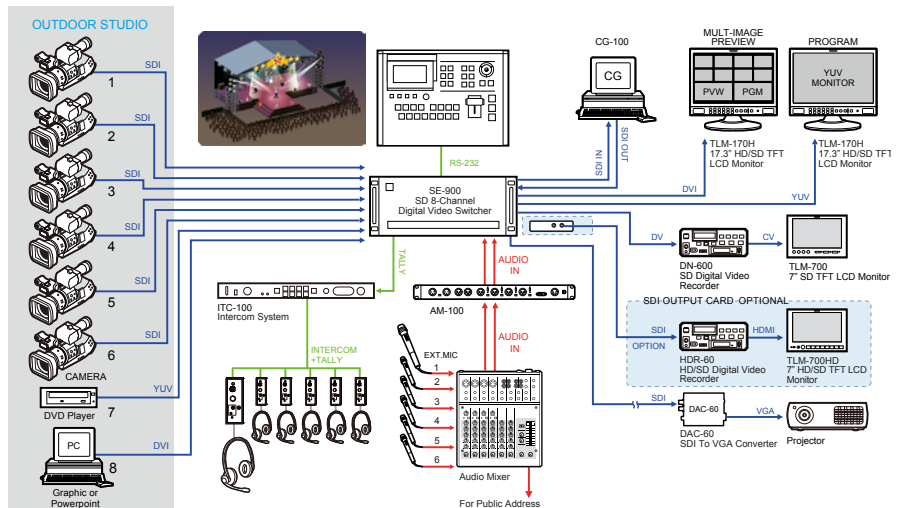 OUTDOOR STUDIO
SDI
1
SDI
2
SDI
3
SDI
4
SDI
5
SDI
6
CAMERA
YUV
DVD Player
7
PC
DVI
8
Graphic or
Powerpoint
RS-232
SE-900
SD 8-Channel
Digital Video Switcher
TALLY
ITC-100
Intercom System
INTERCOM
+TALLY
AUDIO
IN
AM-100
AUDIO
IN
EXT.MIC
1
2
3
4
5
6
Audio Mixer
For Public Address
CG-100
CG
SDI IN
SDI OUT
MULT-IMAGE
PREVIEW
PVW
PGM
TLM-170H
17.3" HD/SD TFT
LCD Monitor
DVI
PROGRAM
YUV
MONITOR
TLM-170H
17.3" HD/SD TFT
LCD Monitor
YUV
DV
DN-600
SD Digital Video
Recorder
CV
TLM-700
7" SD TFT LCD Monitor
SDI OUTPUT CARD OPTIONAL
SDI
OPTION
HDR-60
HD/SD Digital Video
Recorder
HDMI
TLM-700HD
7" HD/SD TFT LCD
Monitor
SDI
DAC-60
DAC-60
SDI To VGA Converter
VGA
Projector